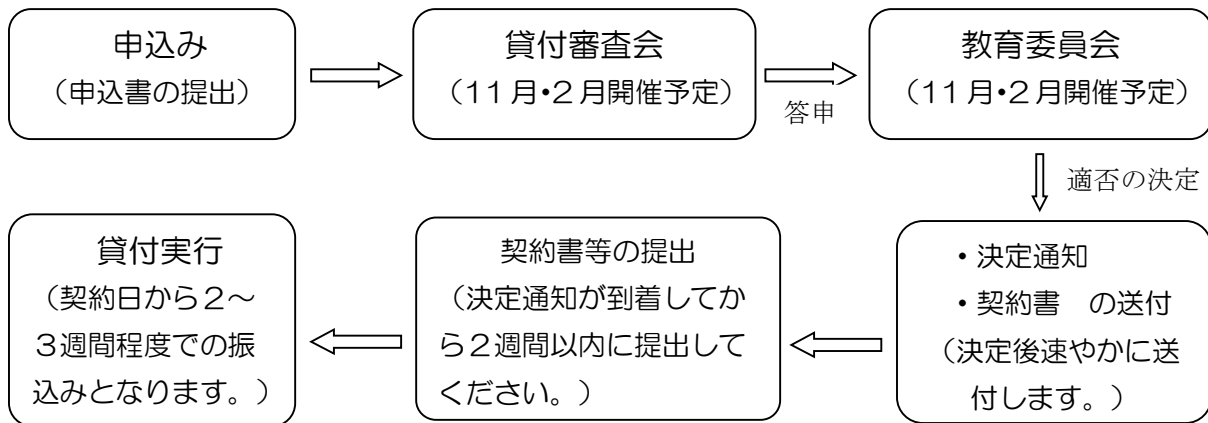 申込み
（申込書の提出）
貸付審査会
（11月・2月開催予定）
答申
教育委員会
（11月・2月開催予定）
適否の決定
・決定通知
・契約書　の送付
（決定後速やかに送
付します。）
契約書等の提出
（決定通知が到着してか
ら２週間以内に提出して
ください。）
貸付実行
（契約日から２～
３週間程度での振
込みとなります。）